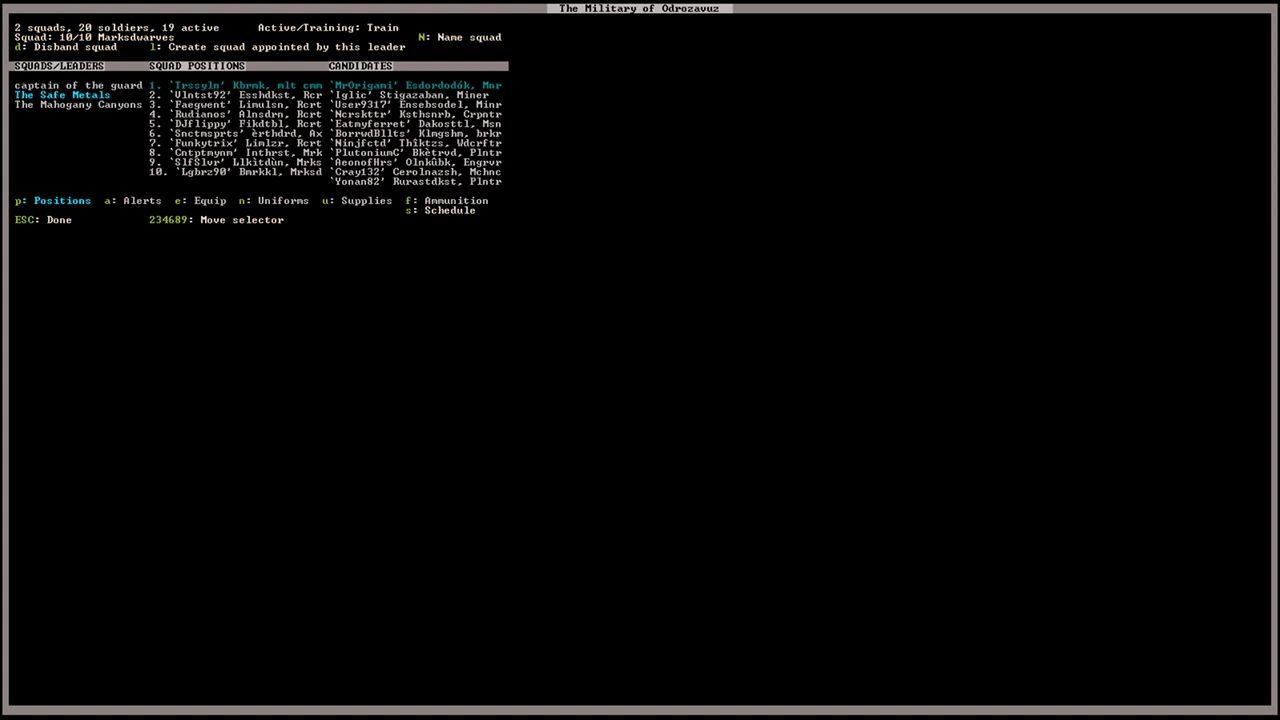 The Military of Odrozavuz
2 squads, 20 soldiers, 19 active Active/Training: Train
Squad: 10/10 Marksdwarves N: Name squad
d: Disband squad l: Create squad appointed by this leader
SQUADS/LEADERS SQUAD POSITIONS CANDIDATES
captain of the guard 1. `Trssyln' Kbrmk, mlt cmm `MrOrigami' Esdordodók, Mnr
The Safe Metals 2. `Vlntst92' Esshdkst, Rcr `Iglic' Stigazaban, Miner
The Mahogany Canyons 3. `Faegwent' Limulsn, Rcrt `User9317' Ensebsodel, Minr
4. `Rudianos' Alnsdrn, Rcrt `Ncrskttr' Ksthsnrb, Crpntr
5. `DJflippy' Fikdtbl, Rcrt `Eatmyferret' Dakosttl, Msn
6. `Snctmsprts' èrthdrd, Ax `BorrwdBllts' Klmgshm, brkr
7. `Funkytrix' Limlzr, Rcrt `Ninjfctd' Thîktzs, Wdcrftr
8. `Cntptmynm' Inthrst, Mrk `PlutoniumC' Bkètrvd, Plntr
9. `SlfSlvr' Llkìtdùn, Mrks `AeonofHrs' Olnkûbk, Engrvr
10. `Lgbrz90' Bmrkkl, Mrksd `Cray132' Cerolnazsh, Mchnc
`Yonan82' Rurastdkst, Plntr
p: Positions a: Alerts e: Equip n: Uniforms u: Supplies f: Ammunition
s: Schedule
ESC: Done 234689: Move selector